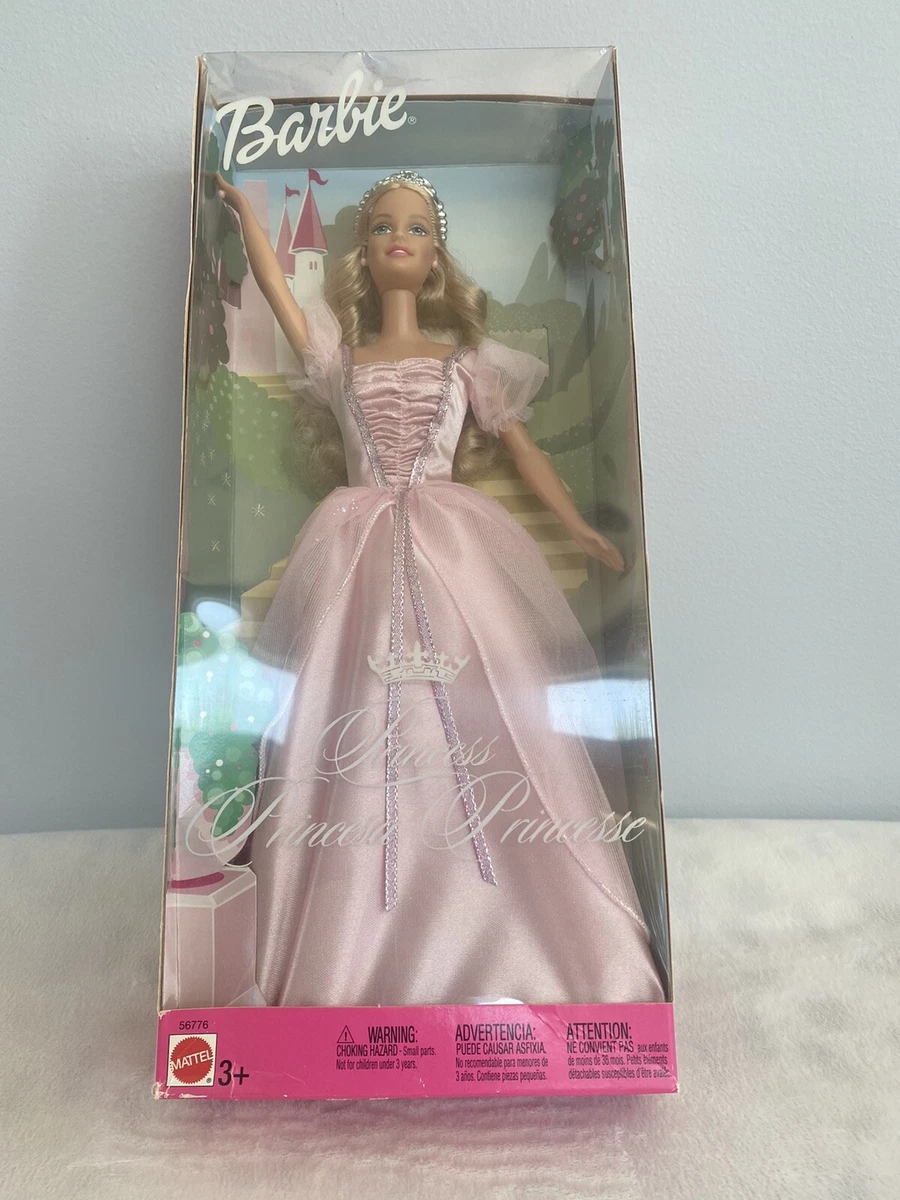 Barbie®
Princess
Princesa Princesse
56776
MATTEL
®
3+
WARNING:
CHOKING HAZARD - Small parts.
Not for children under 3 years.
ADVERTENCIA:
PUEDE CAUSAR ASFIXIA.
No recomendable para menores de
3 años. Contiene piezas pequeñas.
ATTENTION:
NE CONVIENT PAS aux enfants
de moins de 36 mois. Petits éléments
détachables susceptibles d'être